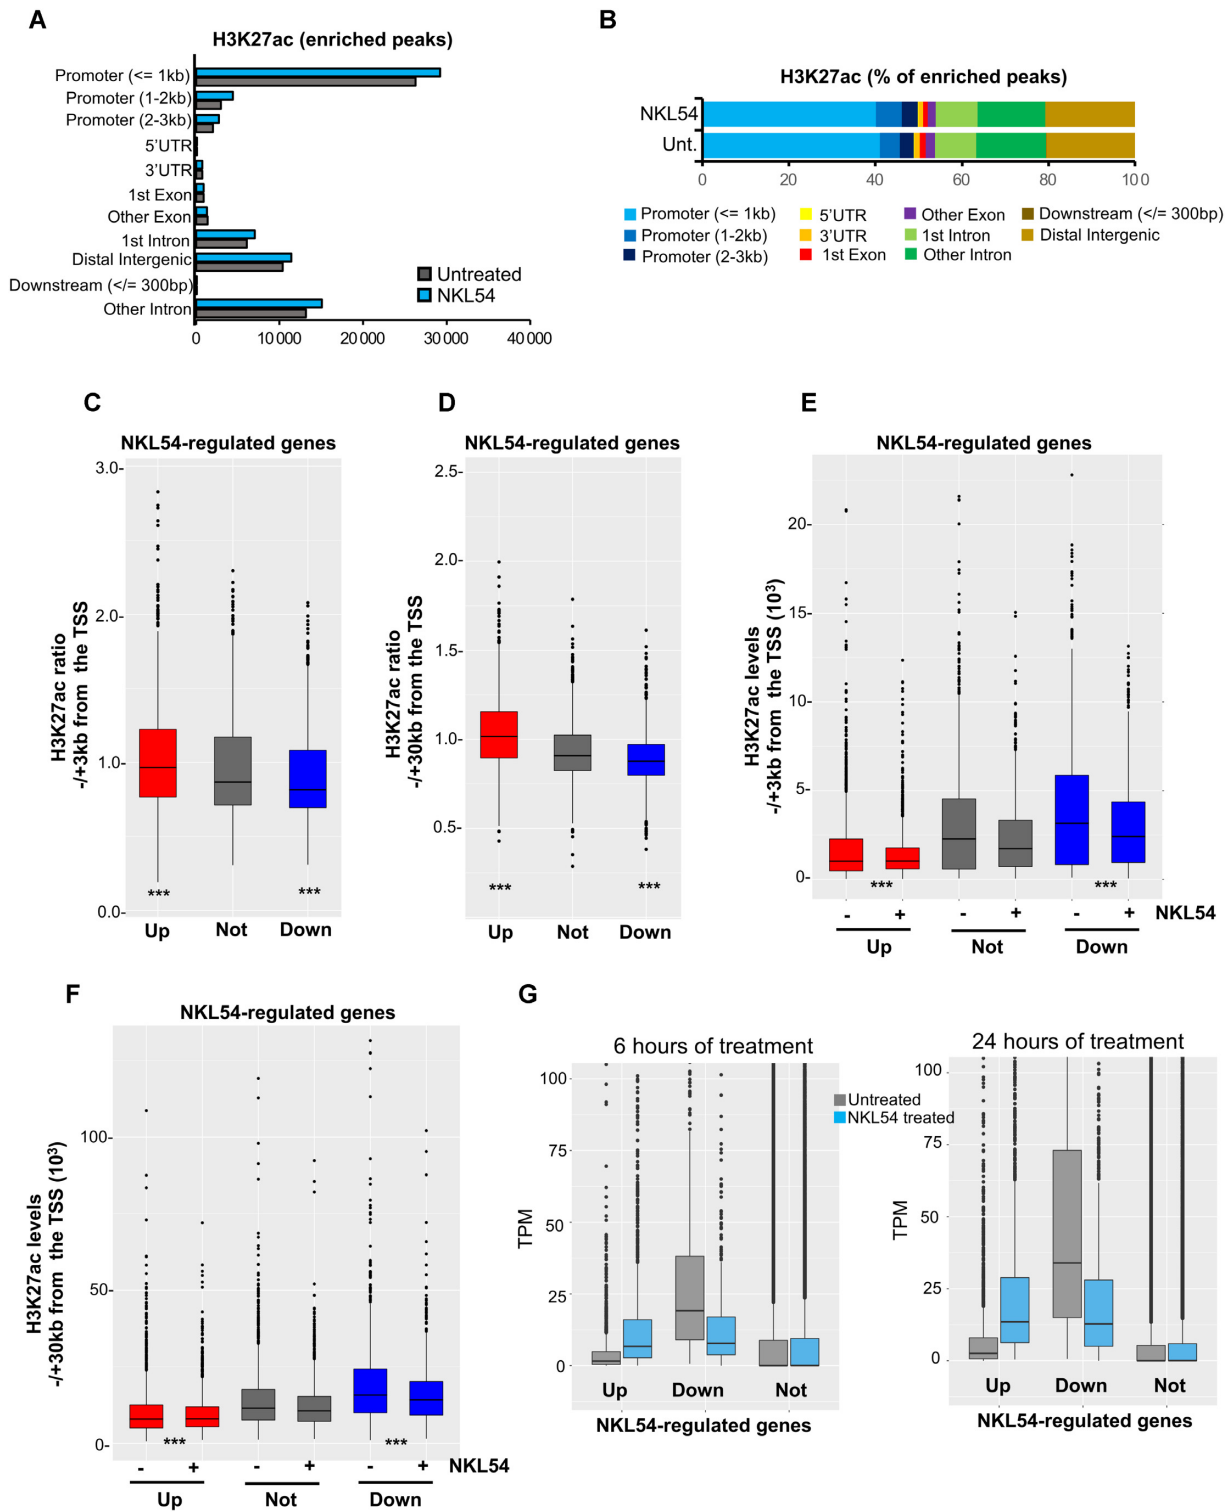 A
H3K27ac (enriched peaks)
Promoter (<= 1kb)
Promoter (1-2kb)
Promoter (2-3kb)
5'UTR
3'UTR
1st Exon
Other Exon
1st Intron
Distal Intergenic
Downstream (</= 300bp)
Other Intron
Untreated
NKL54
0 10000 20000 30000 40000
B
H3K27ac (% of enriched peaks)
NKL54
Unt.
0 20 40 60 80 100
Promoter (<= 1kb) 5'UTR Other Exon Downstream (</= 300bp)
Promoter (1-2kb) 3'UTR 1st Intron Distal Intergenic
Promoter (2-3kb) 1st Exon Other Intron
C
NKL54-regulated genes
H3K27ac ratio
-/+3kb from the TSS
3.0-
2.0-
1.0-
0.0-
*** ***
Up Not Down
D
NKL54-regulated genes
H3K27ac ratio
-/+30kb from the TSS
2.5-
2.0-
1.5-
1.0-
0.5-
*** ***
Up Not Down
E
NKL54-regulated genes
H3K27ac levels
-/+3kb from the TSS (10³)
20-
15-
10-
5-
0-
*** ***
- + - + - + NKL54
Up Not Down
F
NKL54-regulated genes
H3K27ac levels
-/+30kb from the TSS (10³)
100-
50-
0-
*** ***
- + - + - + NKL54
Up Not Down
G
6 hours of treatment
TPM
100
75
50
25
0
Up Down Not
NKL54-regulated genes
Untreated
NKL54 treated
24 hours of treatment
TPM
100
75
50
25
0
Up Down Not
NKL54-regulated genes